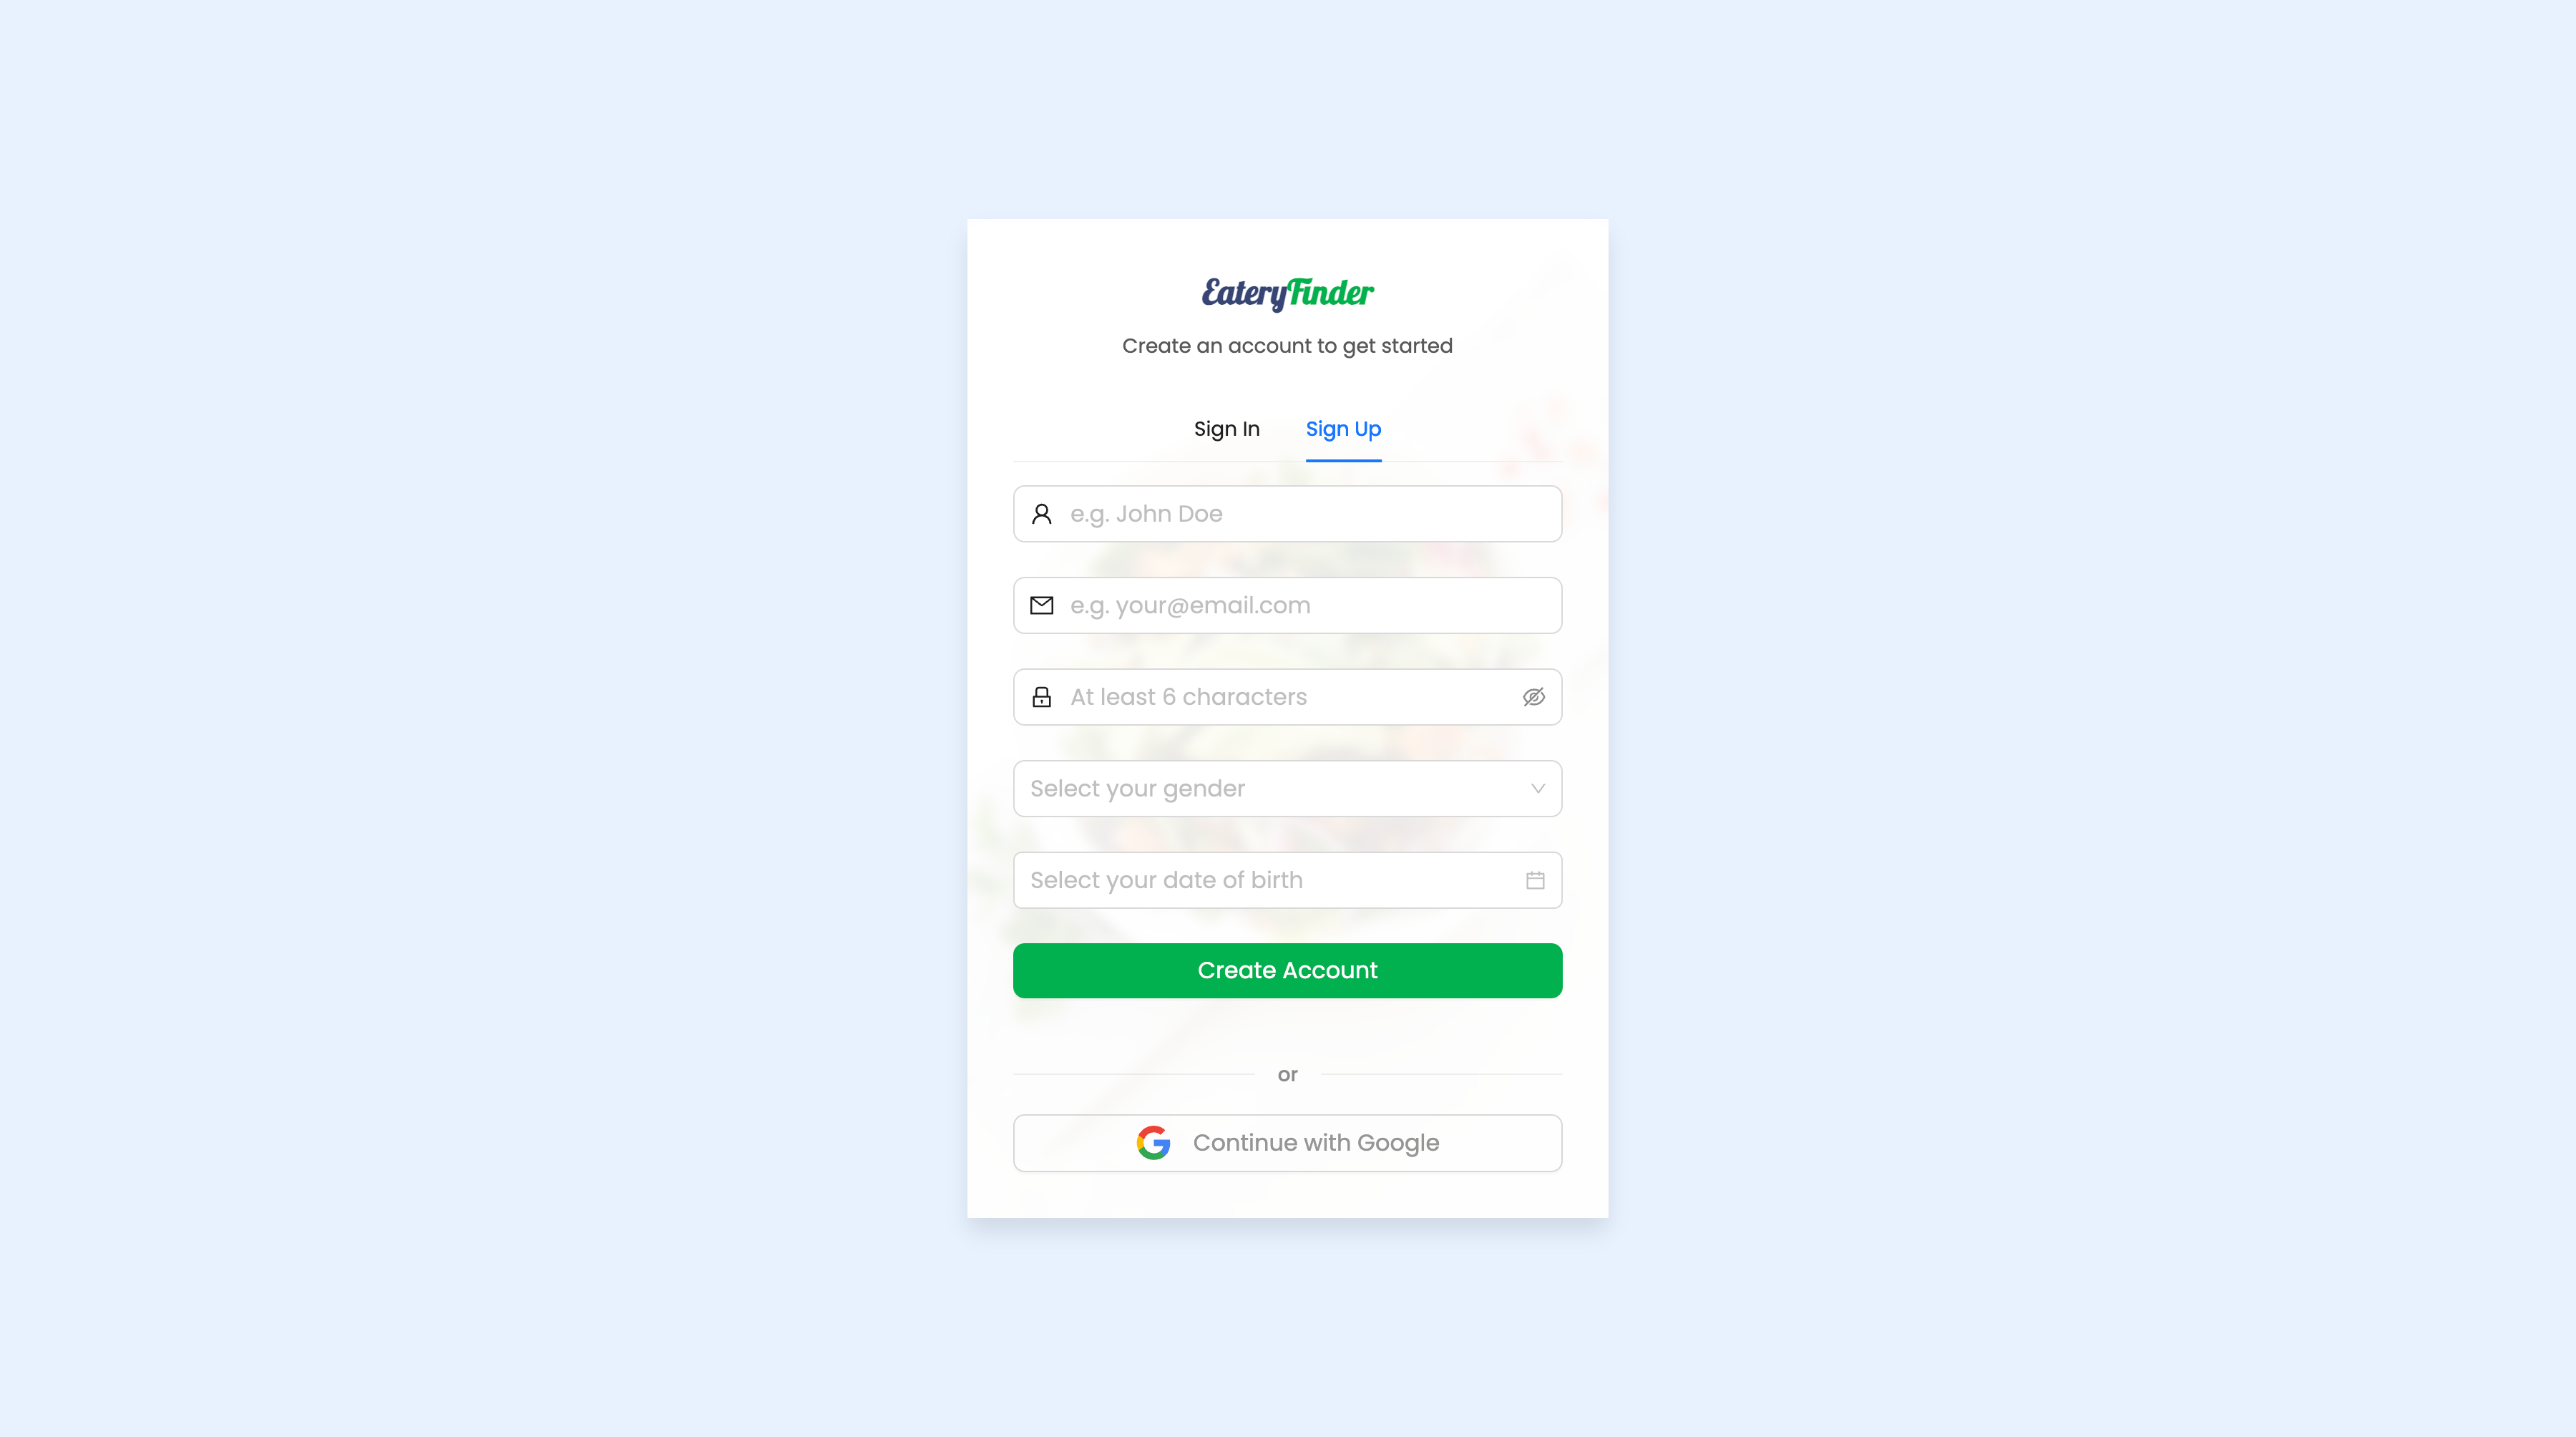 EateryFinder
Create an account to get started
Sign In Sign Up
e.g. John Doe
e.g. your@email.com
At least 6 characters
Select your gender
Select your date of birth
Create Account
or
Continue with Google